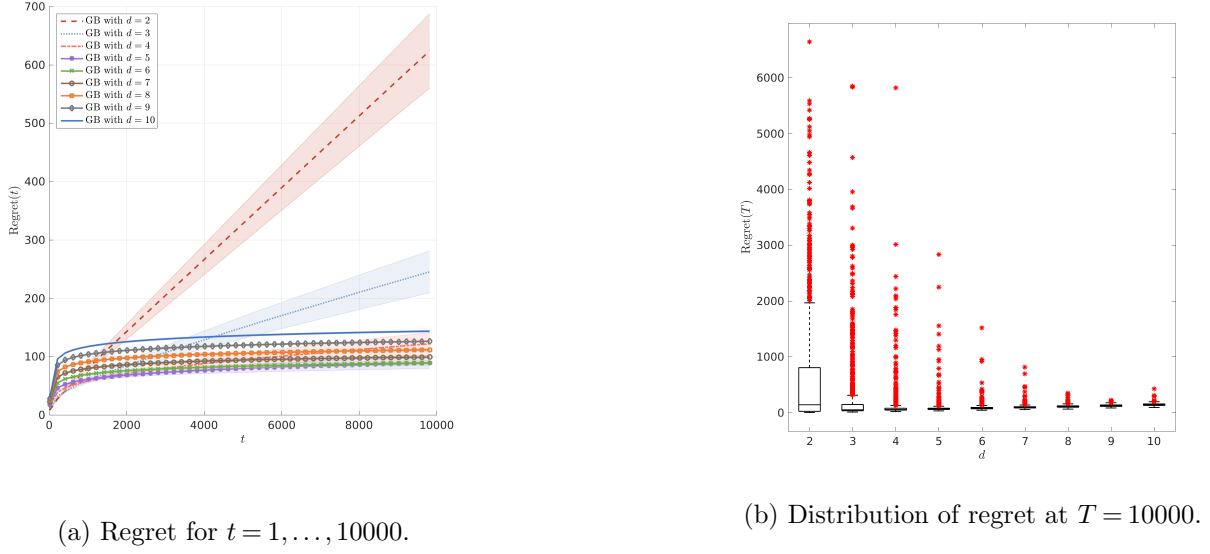 700
600
500
400
300
200
100
0
Regret(t)
GB with d = 2
GB with d = 3
GB with d = 4
GB with d = 5
GB with d = 6
GB with d = 7
GB with d = 8
GB with d = 9
GB with d = 10
0 2000 4000 6000 8000 10000
t
(a) Regret for t = 1, . . . , 10000.
6000
5000
4000
3000
2000
1000
0
Regret(T)
2 3 4 5 6 7 8 9 10
d
(b) Distribution of regret at T = 10000.